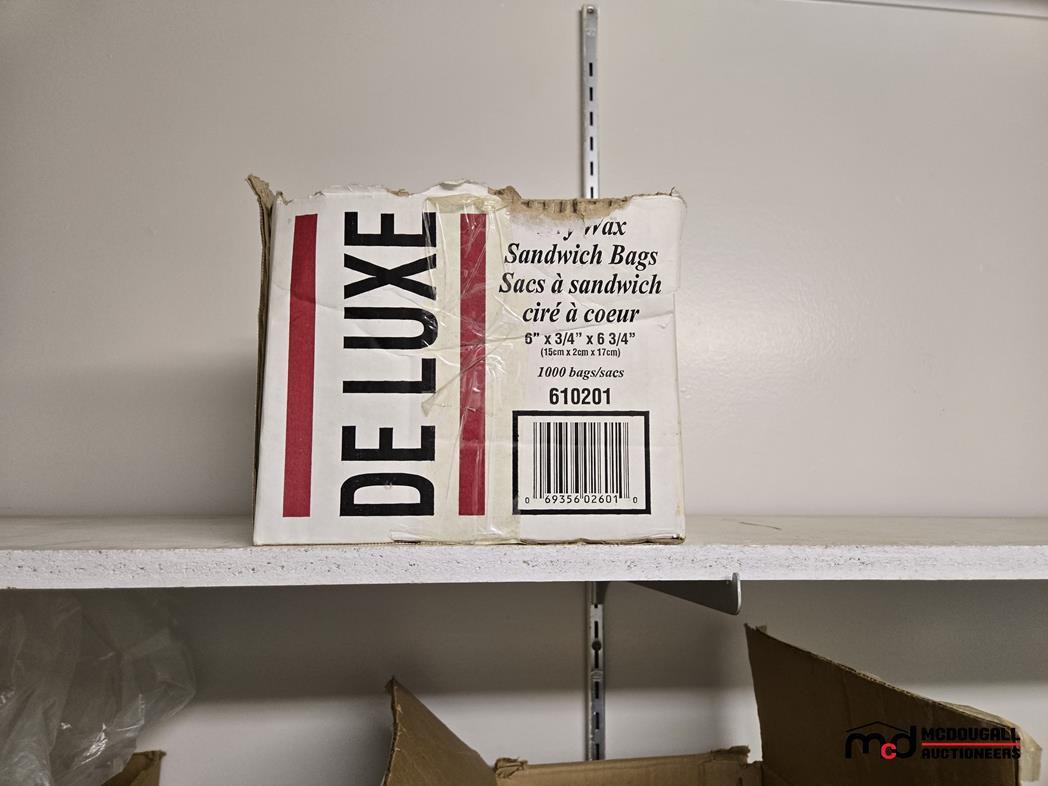 DE LUXE
Wax
Sandwich Bags
Sacs à sandwich
ciré à coeur
6" x 3/4" x 6 3/4"
(15cm x 2cm x 17cm)
1000 bags/sacs
610201
0 69356 02601 0
mcd MCDOUGALL
AUCTIONEERS